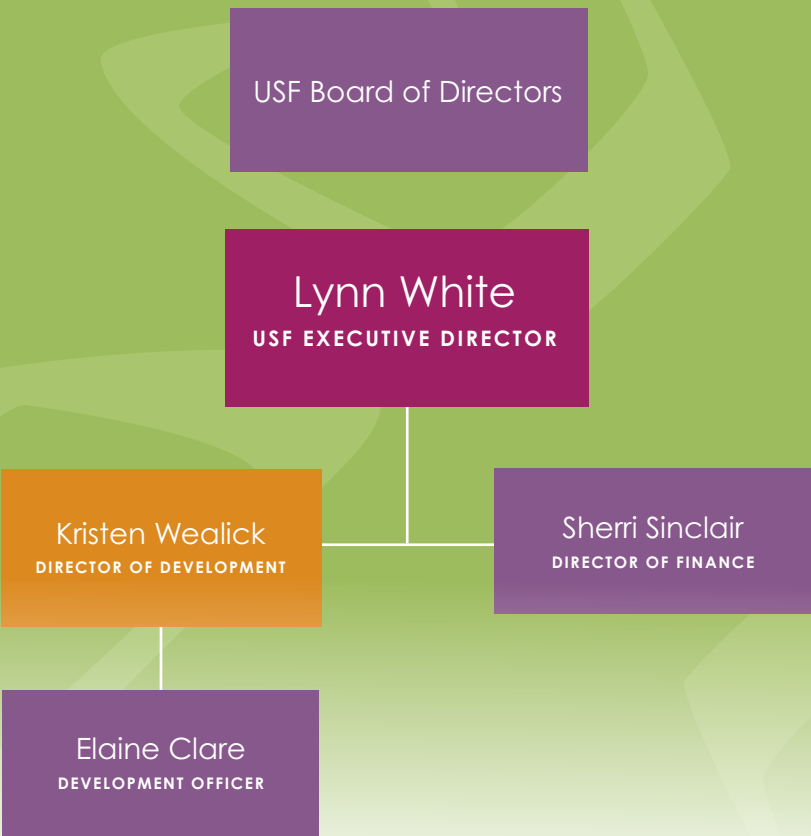 USF Board of Directors
Lynn White
USF EXECUTIVE DIRECTOR
Kristen Wealick
DIRECTOR OF DEVELOPMENT
Sherri Sinclair
DIRECTOR OF FINANCE
Elaine Clare
DEVELOPMENT OFFICER